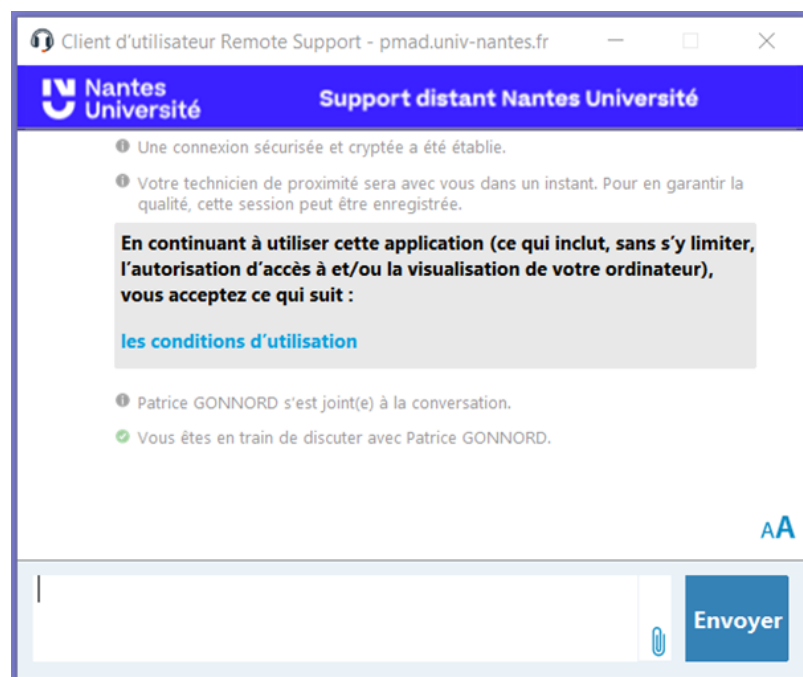 Client d'utilisateur Remote Support - pmad.univ-nantes.fr
Nantes
Université
Support distant Nantes Université
Une connexion sécurisée et cryptée a été établie.
Votre technicien de proximité sera avec vous dans un instant. Pour en garantir la
qualité, cette session peut être enregistrée.
En continuant à utiliser cette application (ce qui inclut, sans s´y limiter,
l´autorisation d´accès à et/ou la visualisation de votre ordinateur),
vous acceptez ce qui suit :
les conditions d´utilisation
Patrice GONNORD s'est joint(e) à la conversation.
Vous êtes en train de discuter avec Patrice GONNORD.
AA
Envoyer